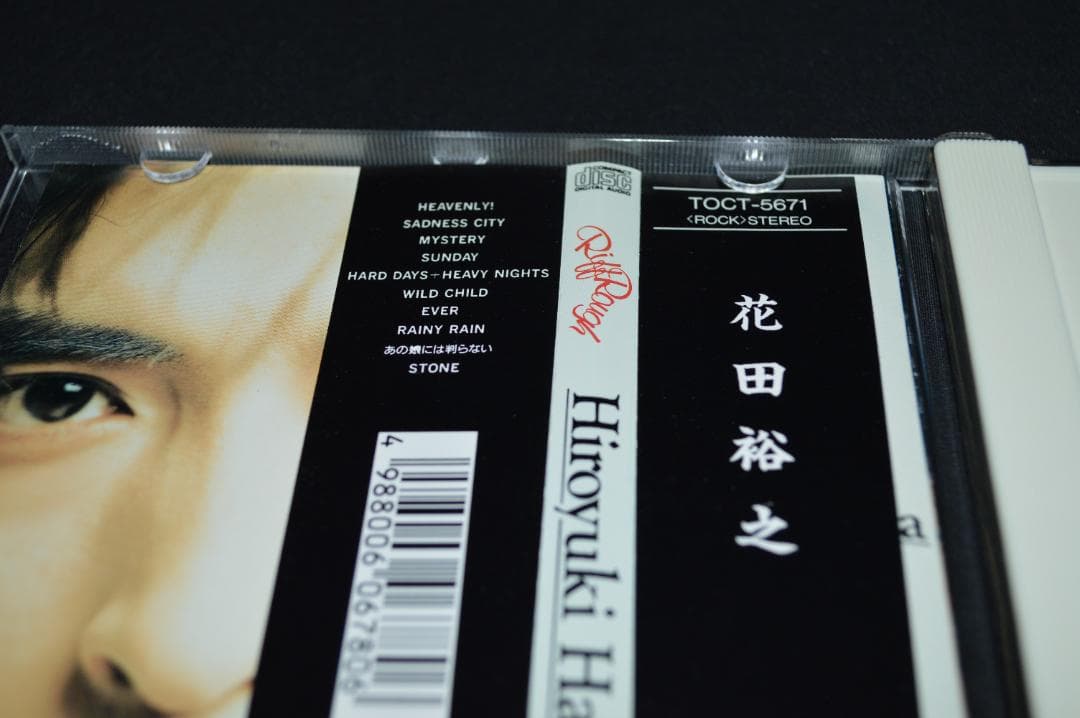 HEAVENLY!
SADNESS CITY
MYSTERY
SUNDAY
HARD DAYS÷HEAVY NIGHTS
WILD CHILD
EVER
RAINY RAIN
あの娘には判らない
STONE
4 988006 067806
disc
DIGITAL AUDIO
RiffRough
Hiroyuki Ha
TOCT-5671
〈ROCK〉STEREO
花田裕之
a